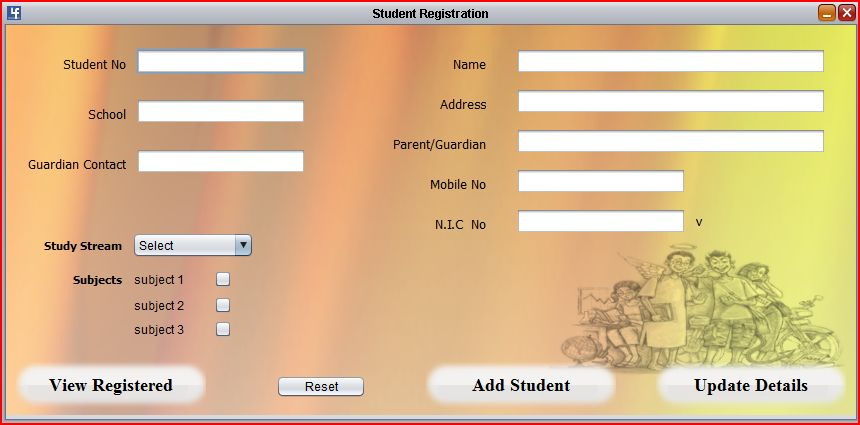 Student Registration
Student No
School
Guardian Contact
Study Stream Select
Subjects subject 1
subject 2
subject 3
Name
Address
Parent/Guardian
Mobile No
N.I.C No v
View Registered
Reset
Add Student
Update Details